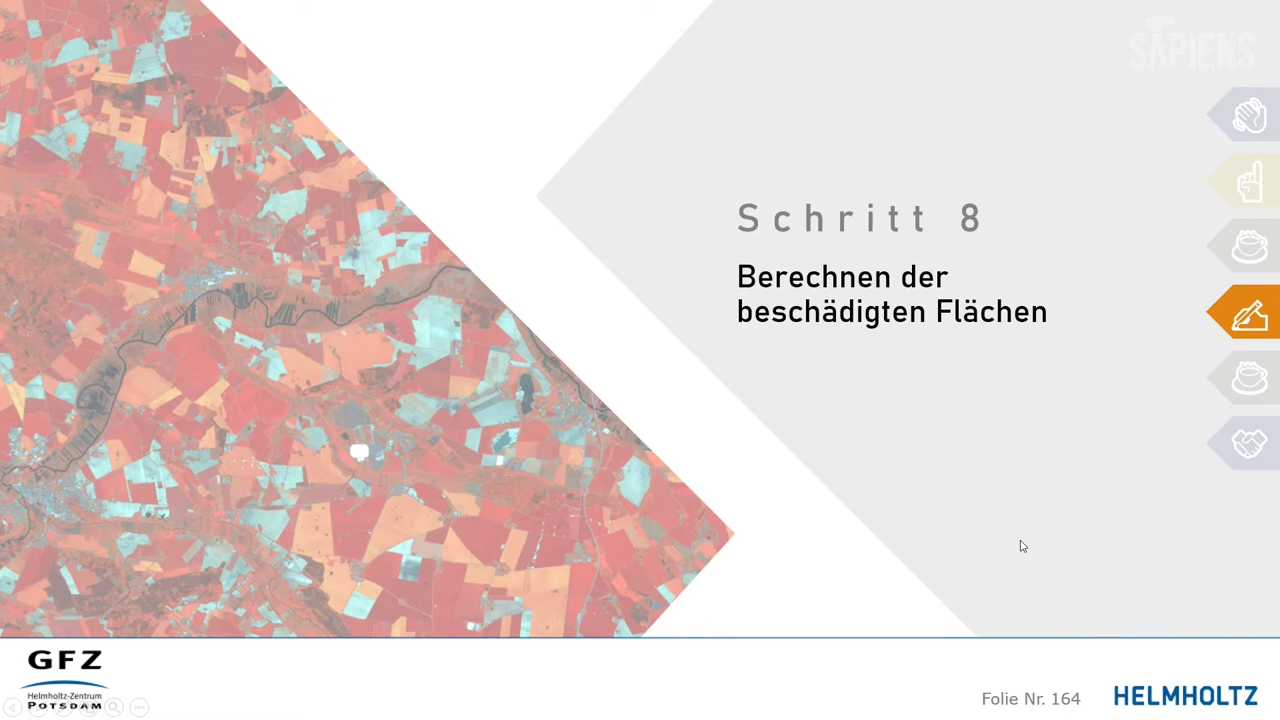 SAPIENS
Schritt 8
Berechnen der
beschädigten Flächen
GFZ
Helmholtz-Zentrum
POTSDAM
Folie Nr. 164
HELMHOLTZ